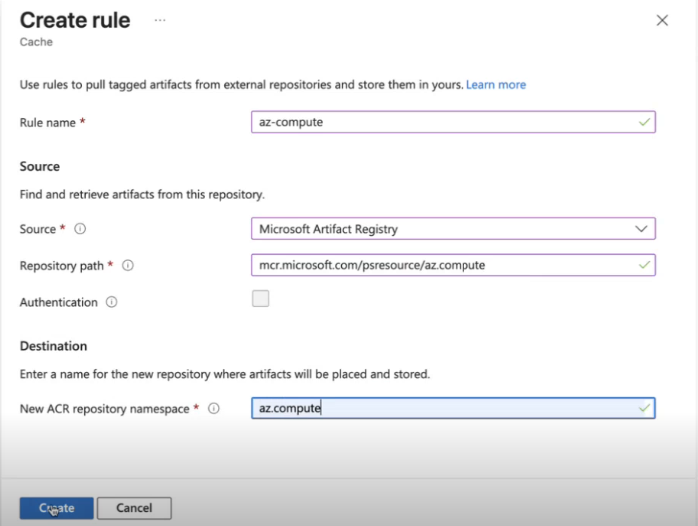 Create rule ...
Cache
Use rules to pull tagged artifacts from external repositories and store them in yours. Learn more
Rule name * az-compute
Source
Find and retrieve artifacts from this repository.
Source * Microsoft Artifact Registry
Repository path * mcr.microsoft.com/psresource/az.compute
Authentication
Destination
Enter a name for the new repository where artifacts will be placed and stored.
New ACR repository namespace * az.compute
Create Cancel